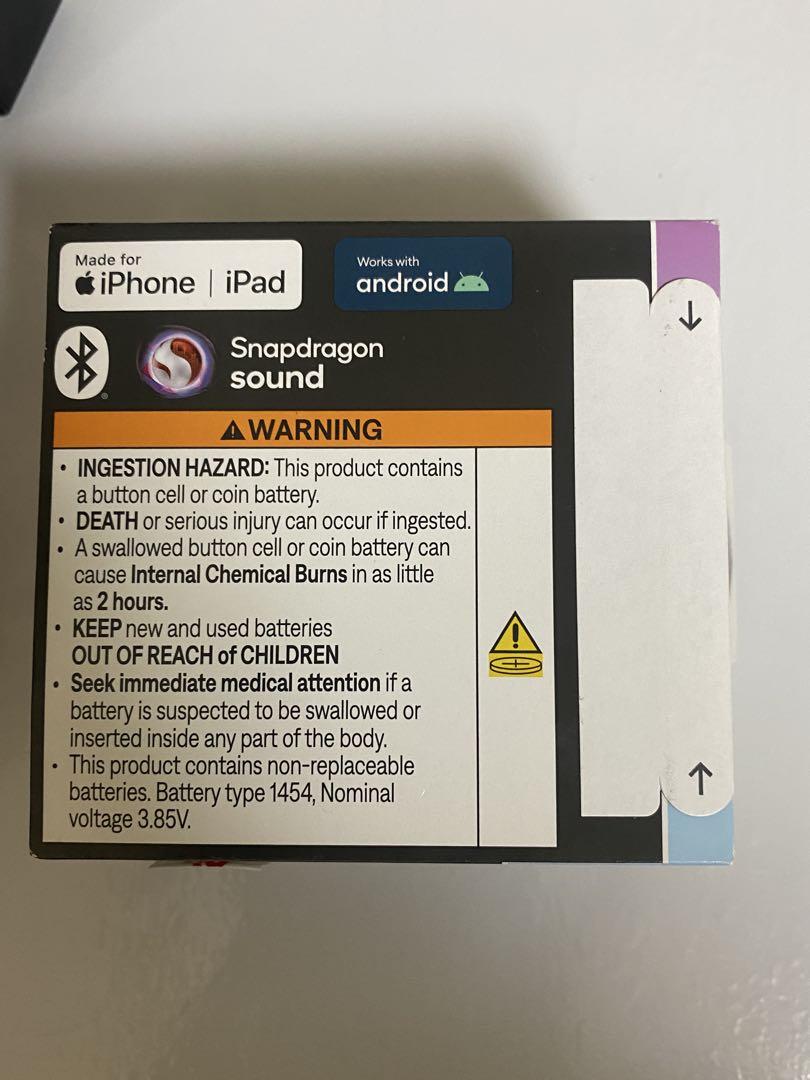 Made for
iPhone | iPad
Works with
android
Snapdragon
sound
WARNING
• INGESTION HAZARD: This product contains
a button cell or coin battery.
• DEATH or serious injury can occur if ingested.
• A swallowed button cell or coin battery can
cause Internal Chemical Burns in as little
as 2 hours.
• KEEP new and used batteries
OUT OF REACH of CHILDREN
• Seek immediate medical attention if a
battery is suspected to be swallowed or
inserted inside any part of the body.
• This product contains non-replaceable
batteries. Battery type 1454, Nominal
voltage 3.85V.